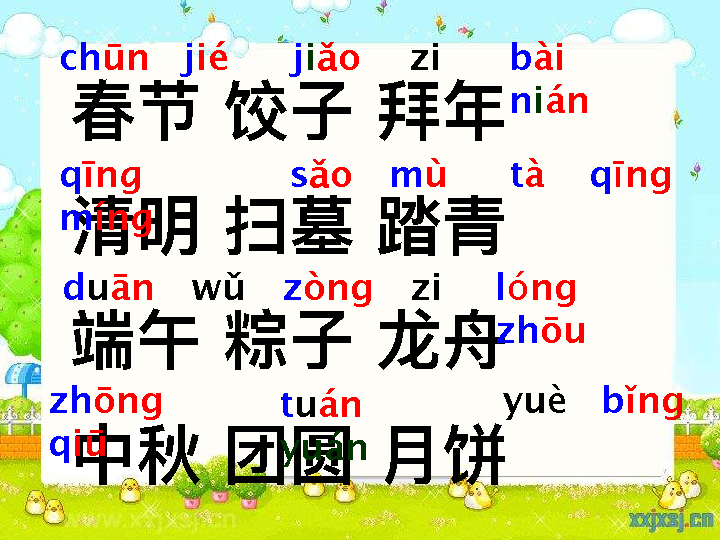 chūn jié jiǎo zi bài
nián
春节 饺子 拜年
qīng sǎo mù tà qīng
míng
清明 扫墓 踏青
duān wǔ zòng zi lóng
zhōu
端午 粽子 龙舟
zhōng tuán yuè bǐng
qiū yuán
中秋 团圆 月饼
www.xxjxsj.cn
xxjxsj.cn